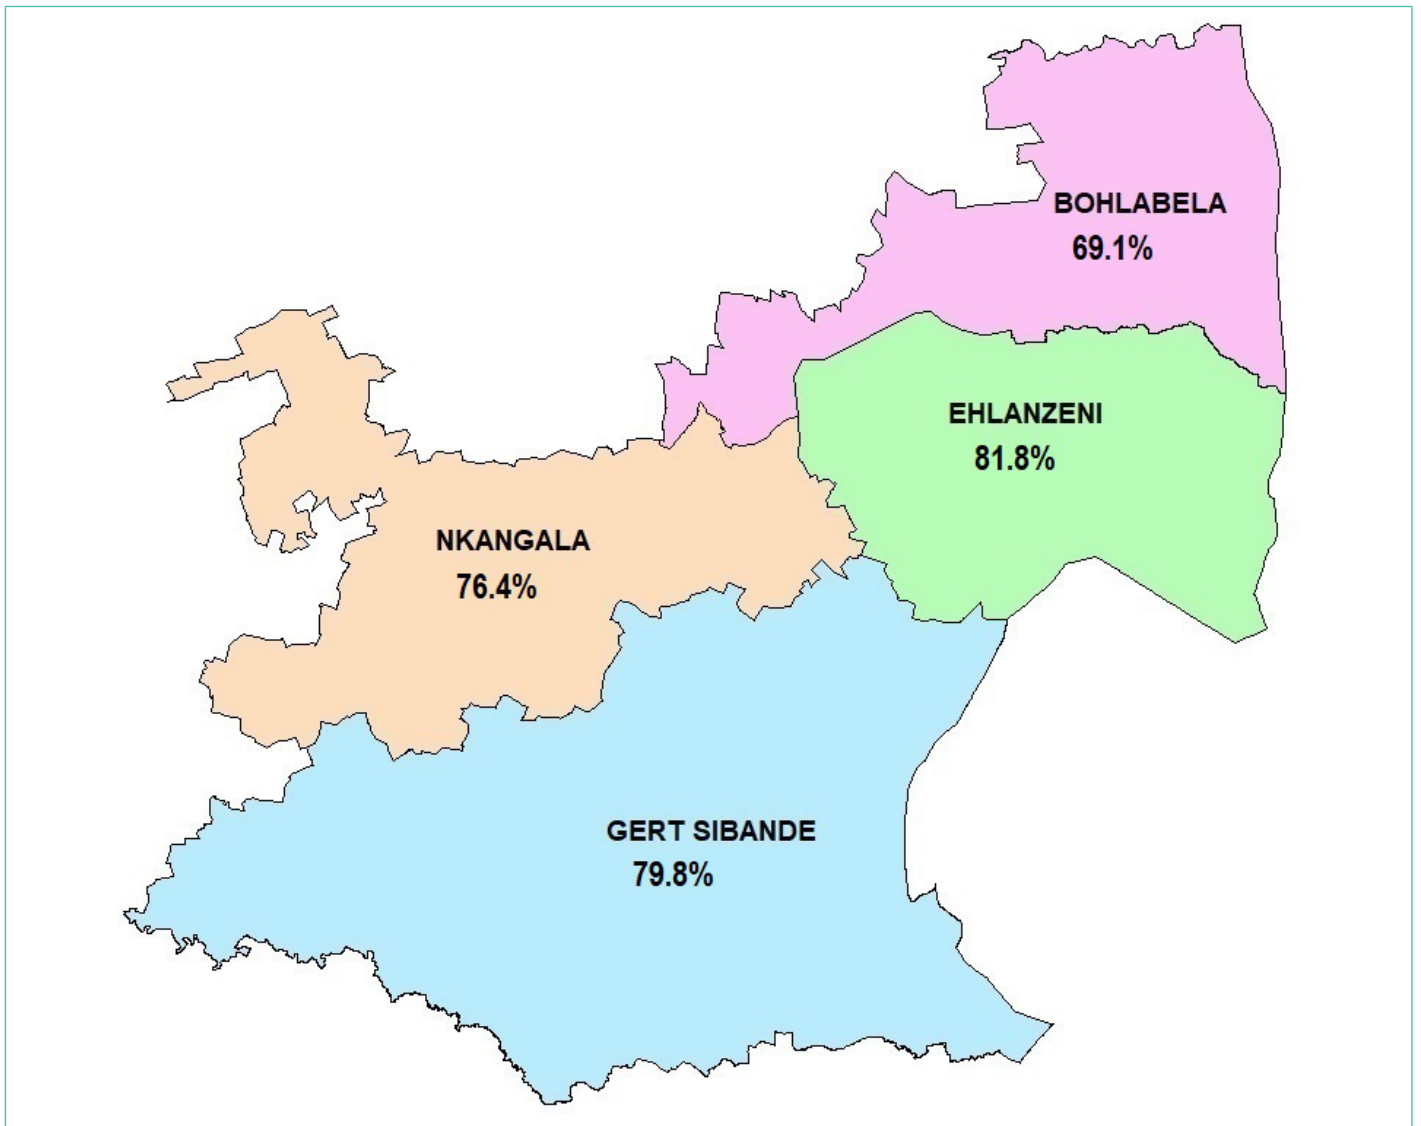 BOHLABELA
69.1%
EHLANZENI
81.8%
NKANGALA
76.4%
GERT SIBANDE
79.8%